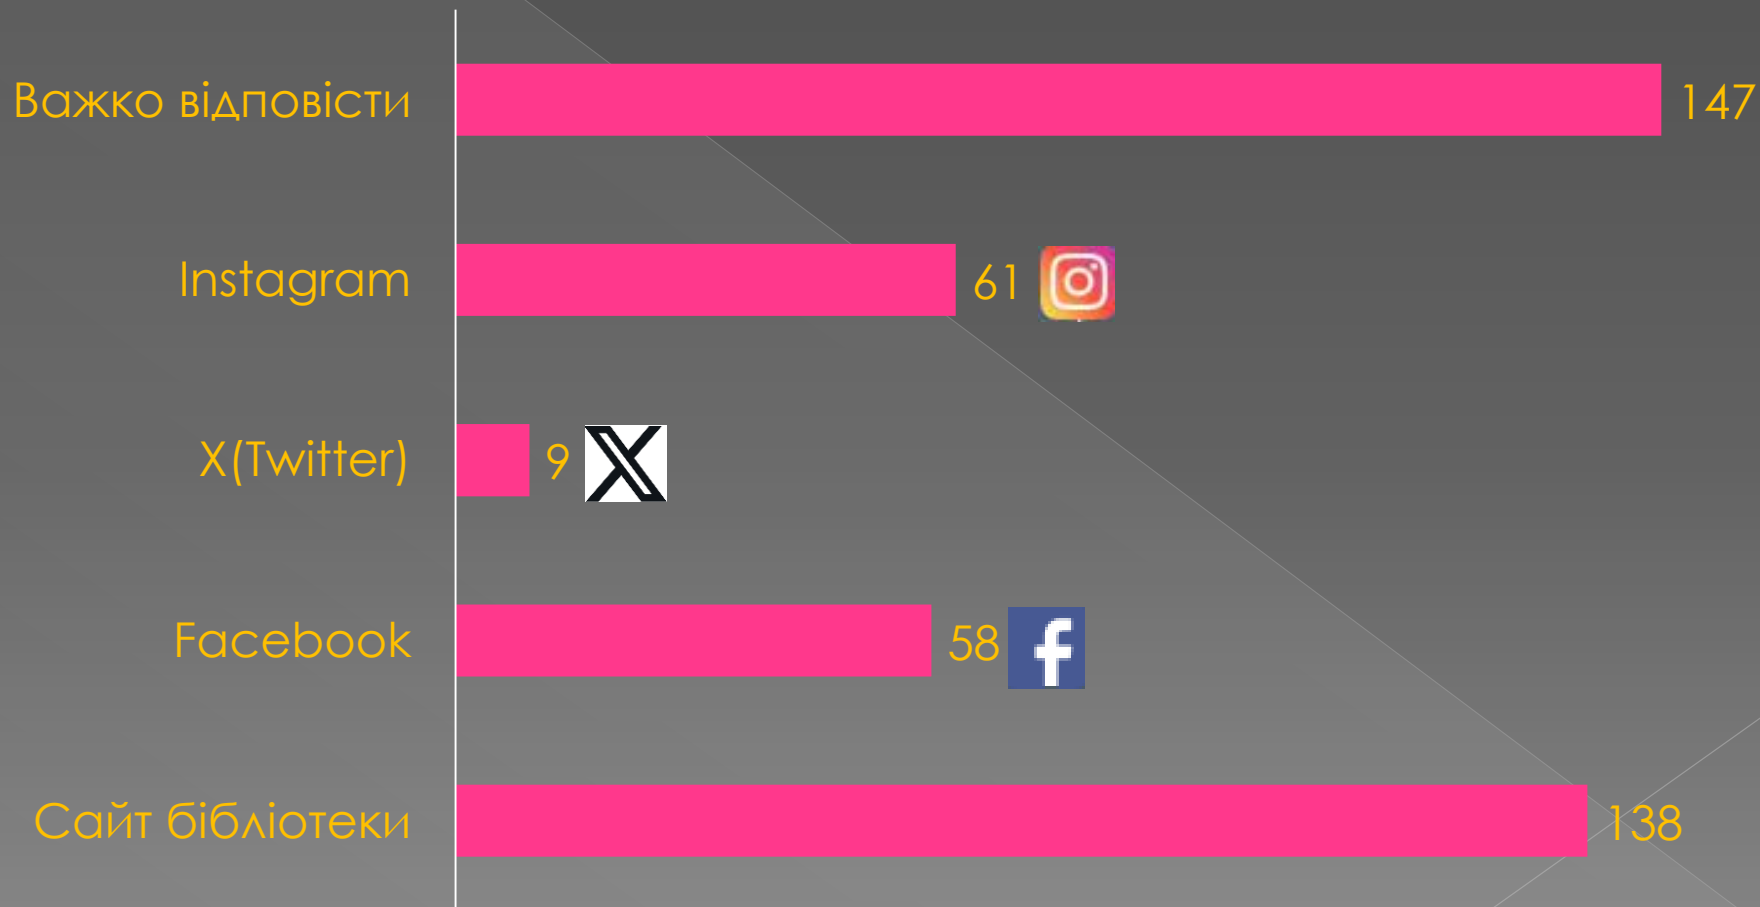 Важко відповісти 147
Instagram 61
X(Twitter) 9
Facebook 58
Сайт бібліотеки 138